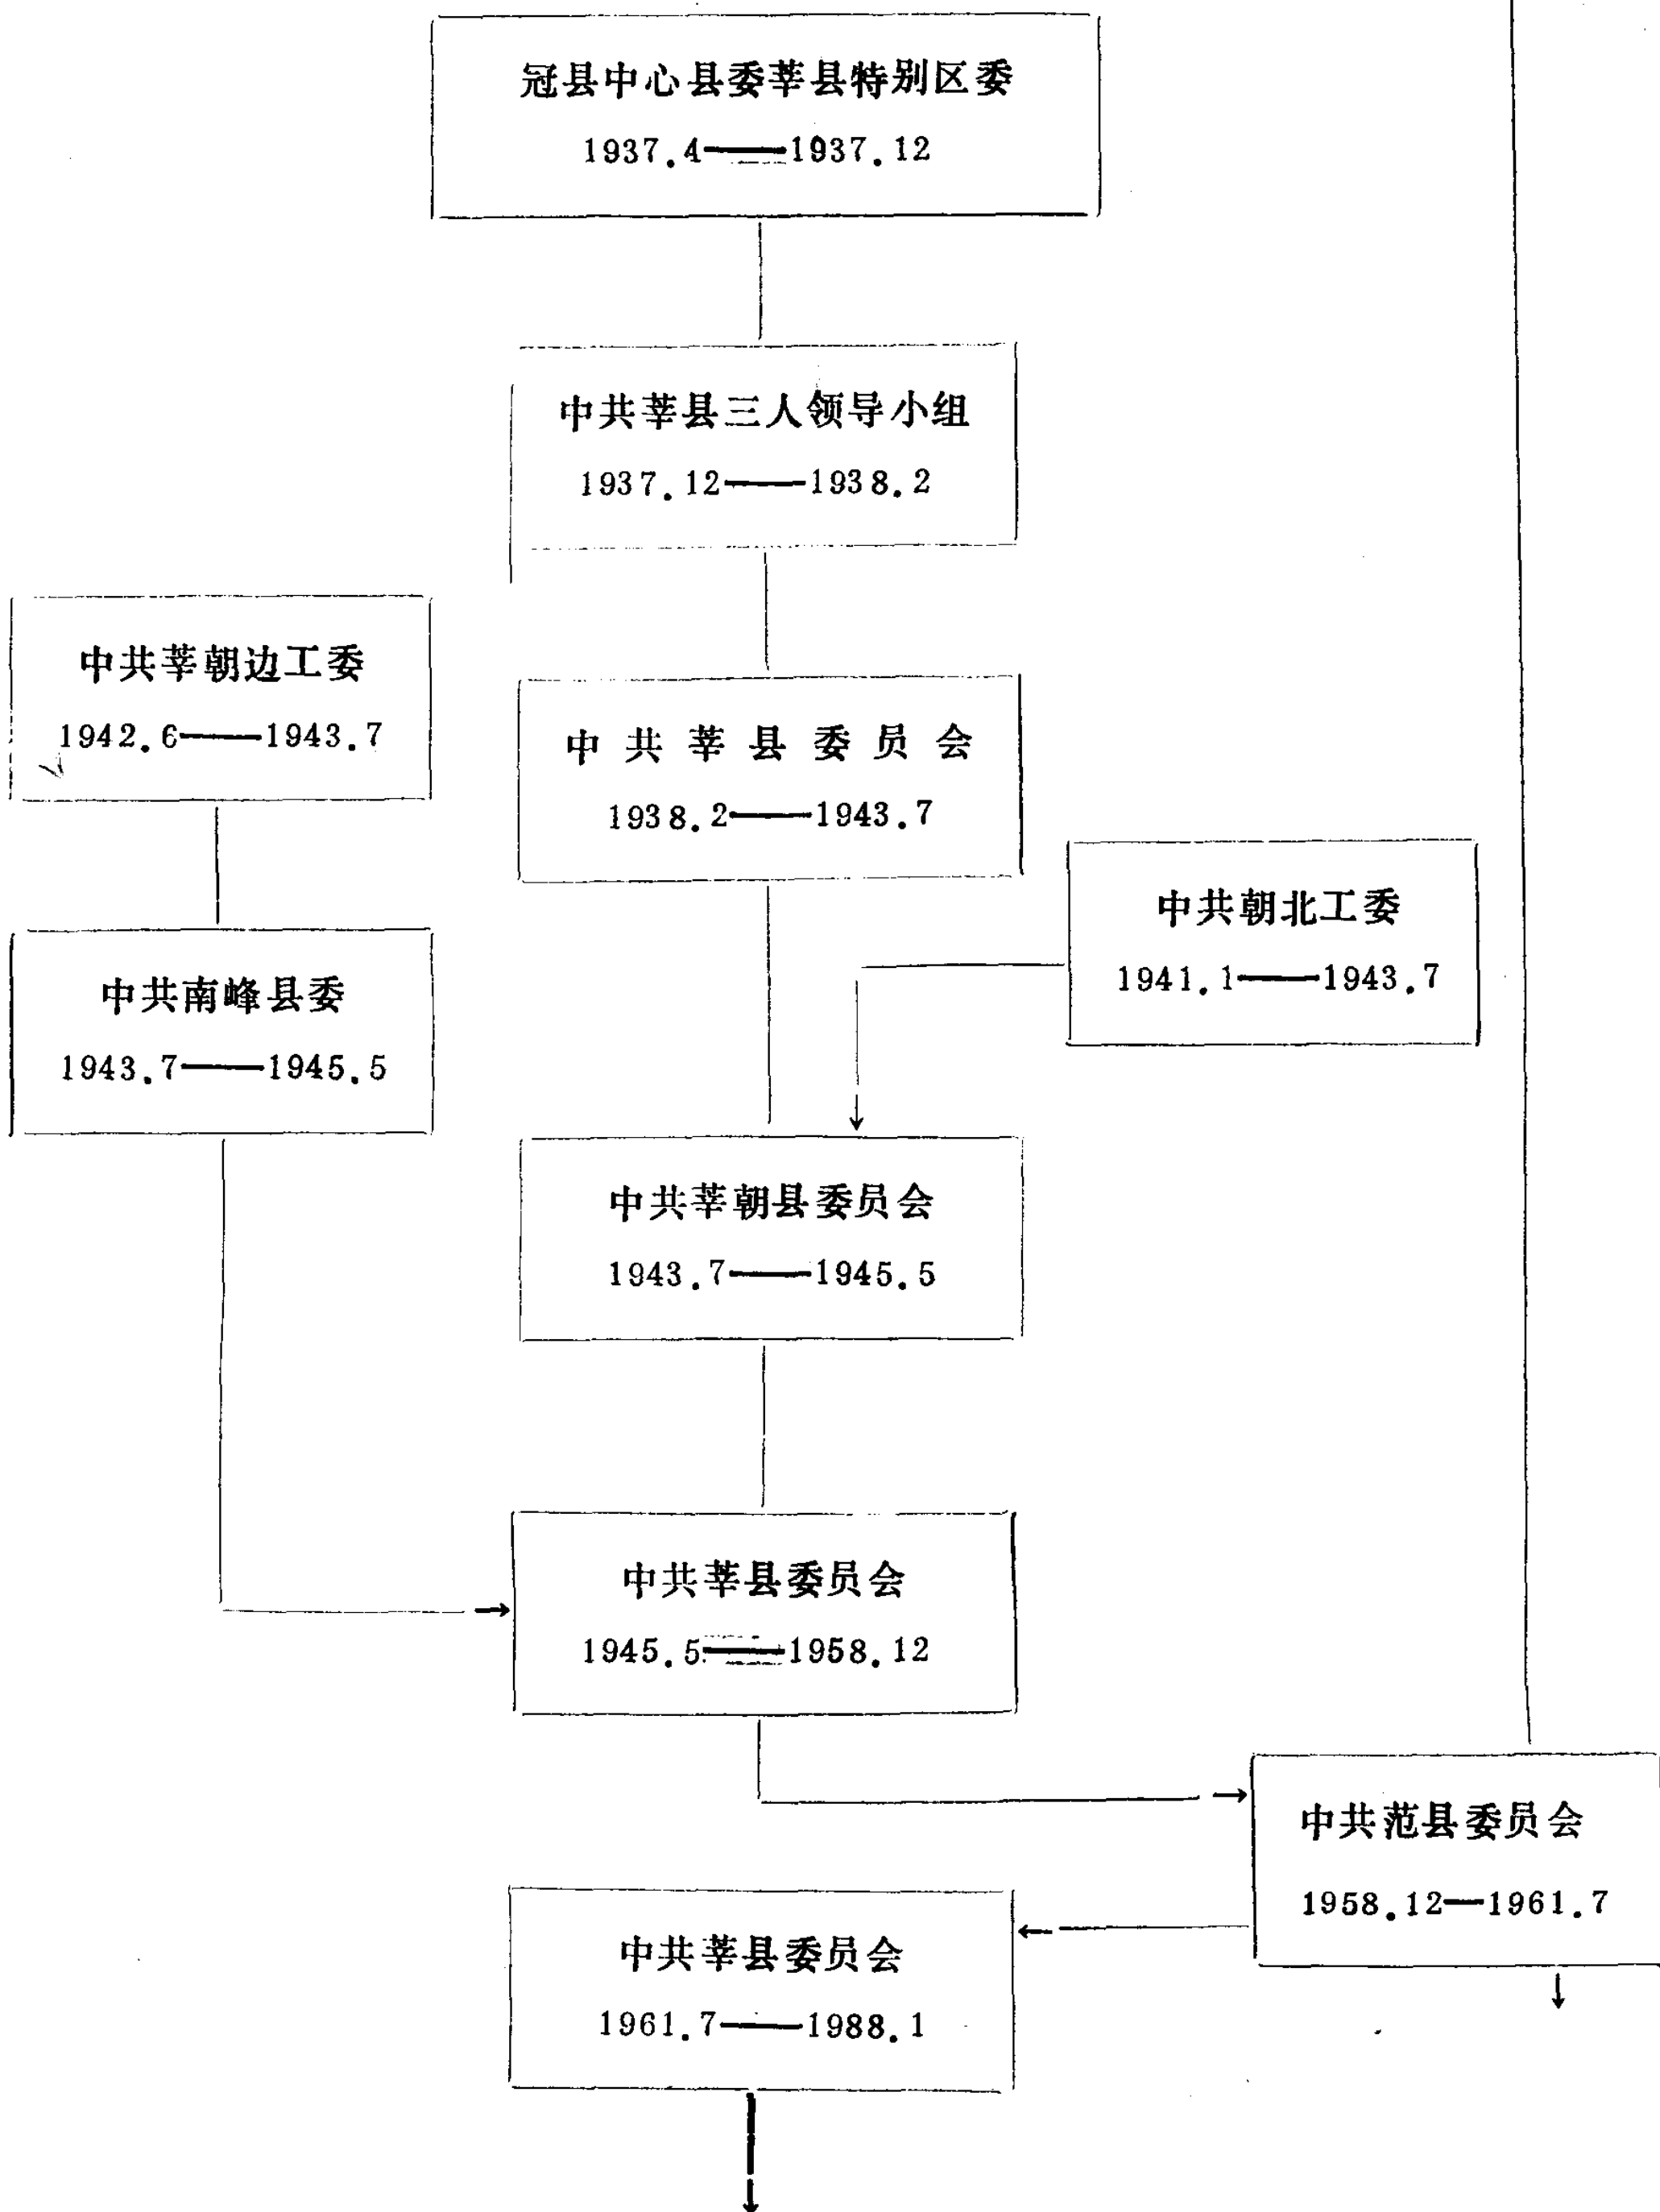 冠县中心县委莘县特别区委
1937.4——1937.12
中共莘县三人领导小组
1937.12——1938.2
中共莘朝边工委
1942.6——1943.7
中共莘县委员会
1938.2——1943.7
中共朝北工委
1941.1——1943.7
中共南峰县委
1943.7——1945.5
中共莘朝县委员会
1943.7——1945.5
中共莘县委员会
1945.5——1958.12
中共范县委员会
1958.12—1961.7
中共莘县委员会
1961.7——1988.1